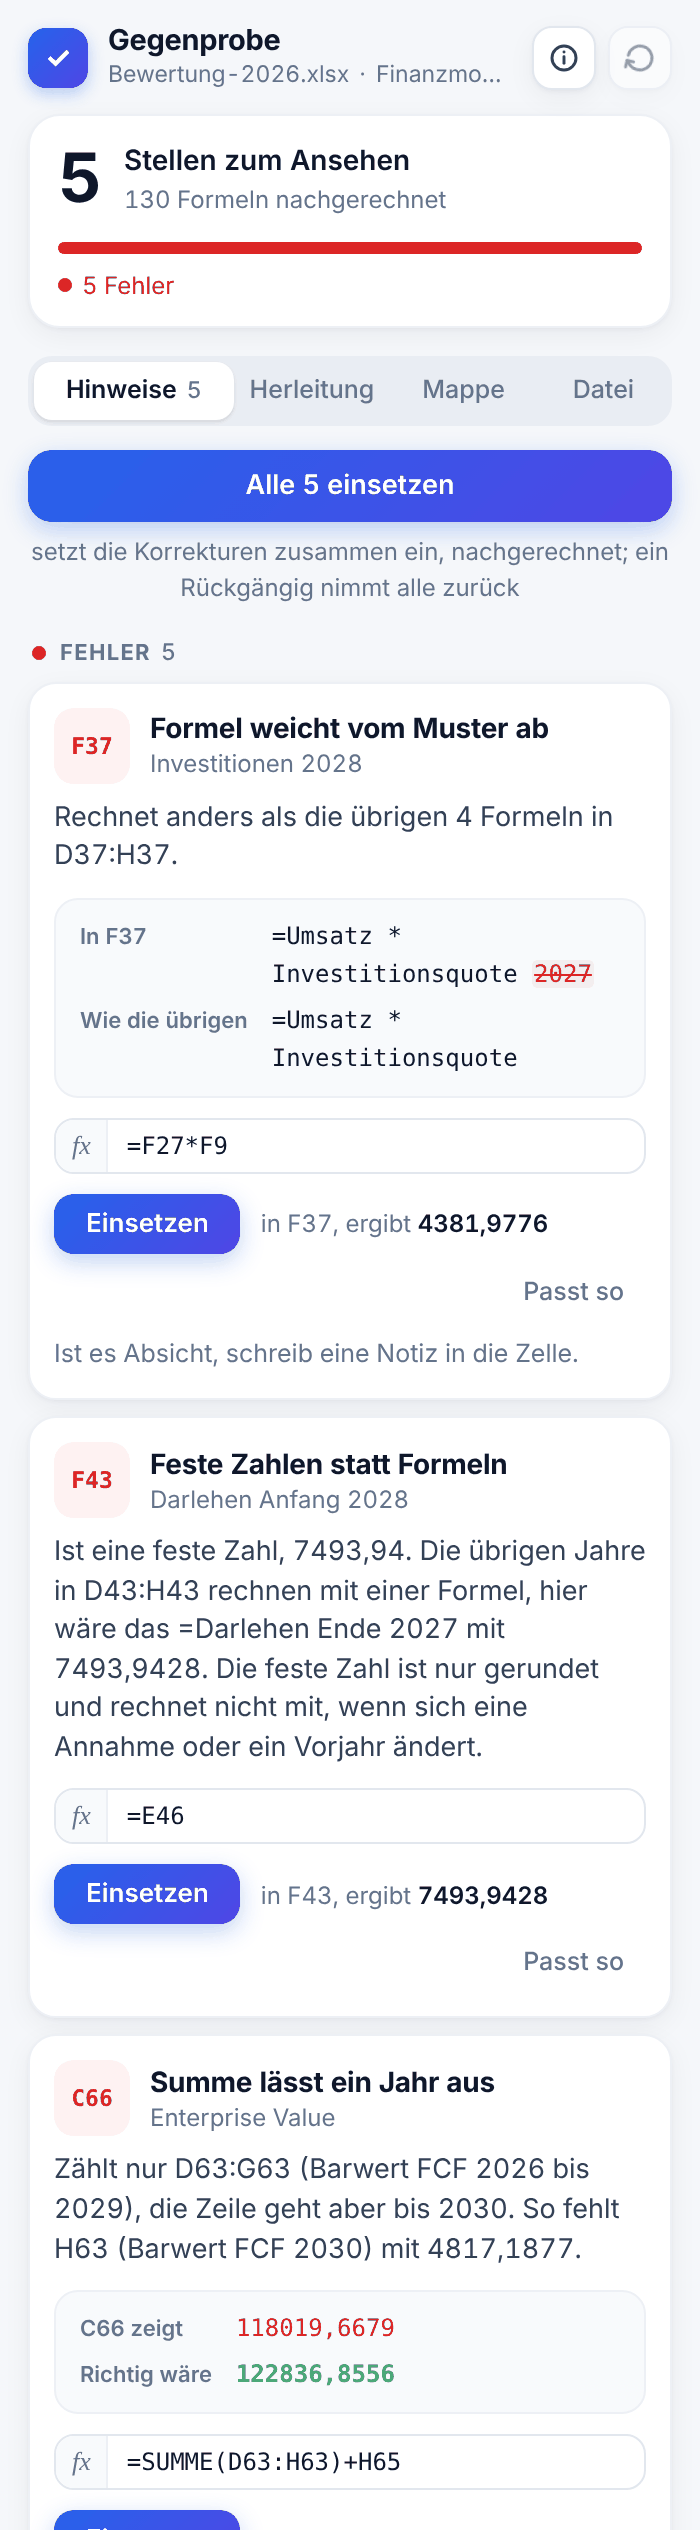 Gegenprobe
Bewertung-2026.xlsx · Finanzmo...
5
Stellen zum Ansehen
130 Formeln nachgerechnet
5 Fehler
Hinweise 5 Herleitung Mappe Datei
Alle 5 einsetzen
setzt die Korrekturen zusammen ein, nachgerechnet; ein
Rückgängig nimmt alle zurück
FEHLER 5
F37
Formel weicht vom Muster ab
Investitionen 2028
Rechnet anders als die übrigen 4 Formeln in
D37:H37.
In F37 =Umsatz *
Investitionsquote 2027
Wie die übrigen =Umsatz *
Investitionsquote
fx =F27*F9
Einsetzen in F37, ergibt 4381,9776
Passt so
Ist es Absicht, schreib eine Notiz in die Zelle.
F43
Feste Zahlen statt Formeln
Darlehen Anfang 2028
Ist eine feste Zahl, 7493,94. Die übrigen Jahre
in D43:H43 rechnen mit einer Formel, hier
wäre das =Darlehen Ende 2027 mit
7493,9428. Die feste Zahl ist nur gerundet
und rechnet nicht mit, wenn sich eine
Annahme oder ein Vorjahr ändert.
fx =E46
Einsetzen in F43, ergibt 7493,9428
Passt so
C66
Summe lässt ein Jahr aus
Enterprise Value
Zählt nur D63:G63 (Barwert FCF 2026 bis
2029), die Zeile geht aber bis 2030. So fehlt
H63 (Barwert FCF 2030) mit 4817,1877.
C66 zeigt 118019,6679
Richtig wäre 122836,8556
fx =SUMME(D63:H63)+H65